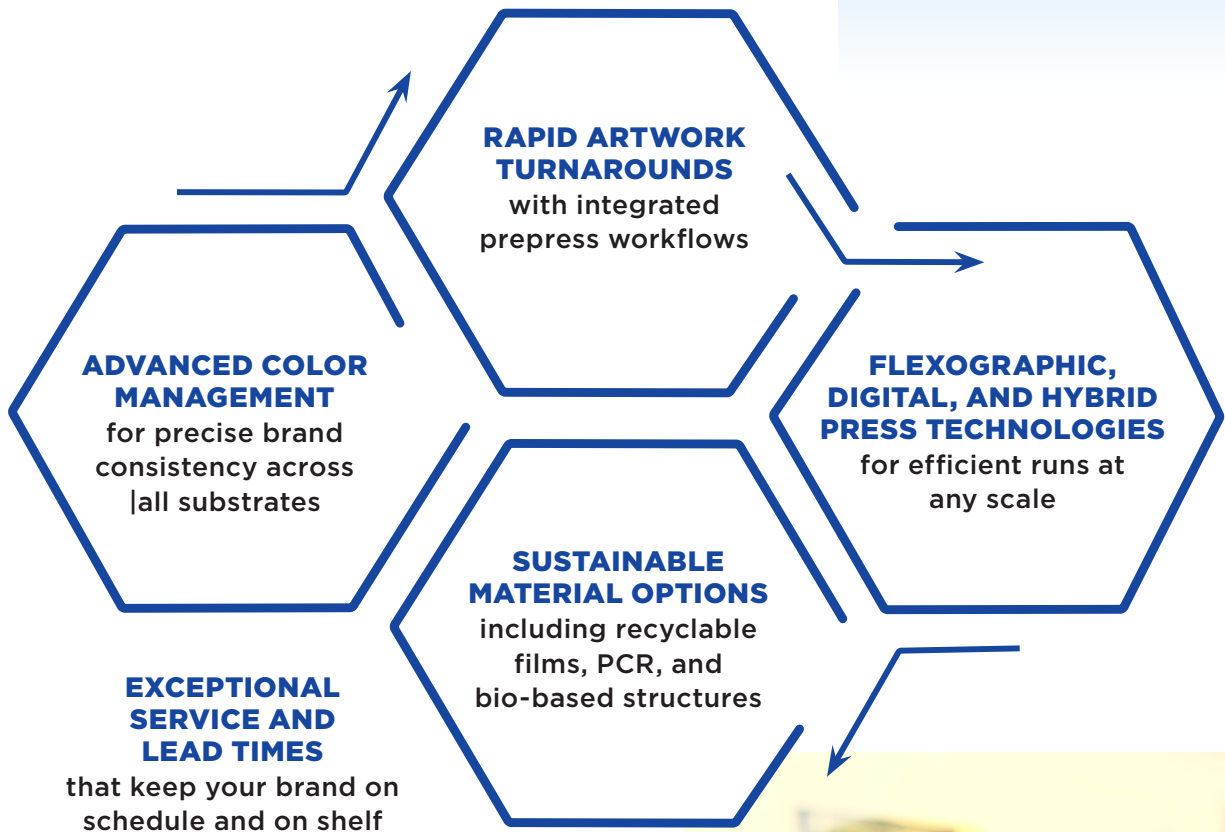 RAPID ARTWORK
TURNAROUNDS
with integrated
prepress workflows
ADVANCED COLOR
MANAGEMENT
for precise brand
consistency across
|all substrates
FLEXOGRAPHIC,
DIGITAL, AND HYBRID
PRESS TECHNOLOGIES
for efficient runs at
any scale
SUSTAINABLE
MATERIAL OPTIONS
including recyclable
films, PCR, and
bio-based structures
EXCEPTIONAL
SERVICE AND
LEAD TIMES
that keep your brand on
schedule and on shelf